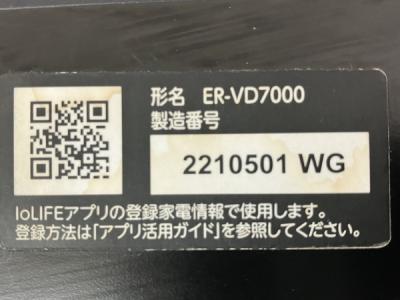 形名 ER-VD7000
製造番号
2210501 WG
IoLIFEアプリの登録家電情報で使用します。
登録方法は「アプリ活用ガイド」を参照してください。